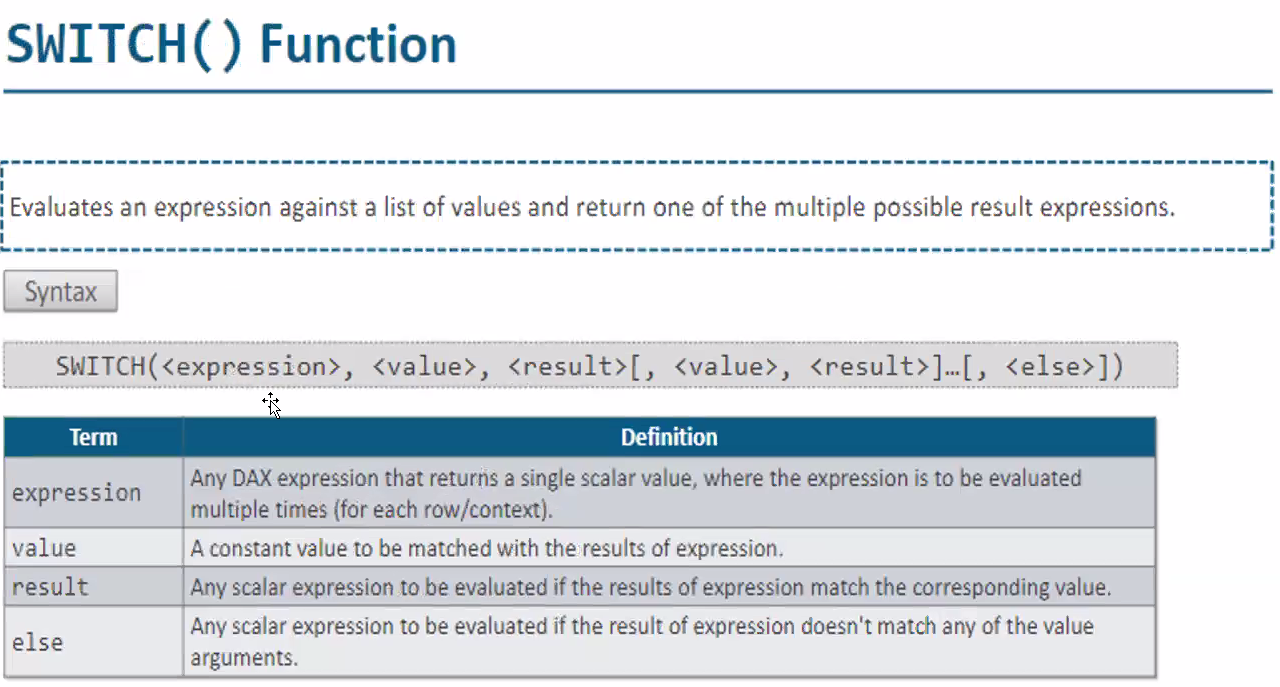 SWITCH() Function
Evaluates an expression against a list of values and return one of the multiple possible result expressions.
Syntax
SWITCH(<expression>, <value>, <result>[, <value>, <result>]…[, <else>])
Term Definition
expression Any DAX expression that returns a single scalar value, where the expression is to be evaluated
multiple times (for each row/context).
value A constant value to be matched with the results of expression.
result Any scalar expression to be evaluated if the results of expression match the corresponding value.
else Any scalar expression to be evaluated if the result of expression doesn't match any of the value
arguments.